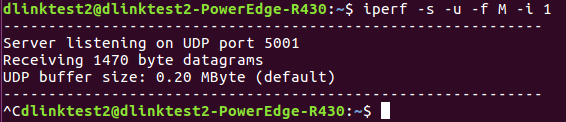 dlinktest2@dlinktest2-PowerEdge-R430:~$ iperf -s -u -f M -i 1
------------------------------------------------------------
Server listening on UDP port 5001
Receiving 1470 byte datagrams
UDP buffer size: 0.20 MByte (default)
------------------------------------------------------------
^Cdlinktest2@dlinktest2-PowerEdge-R430:~$